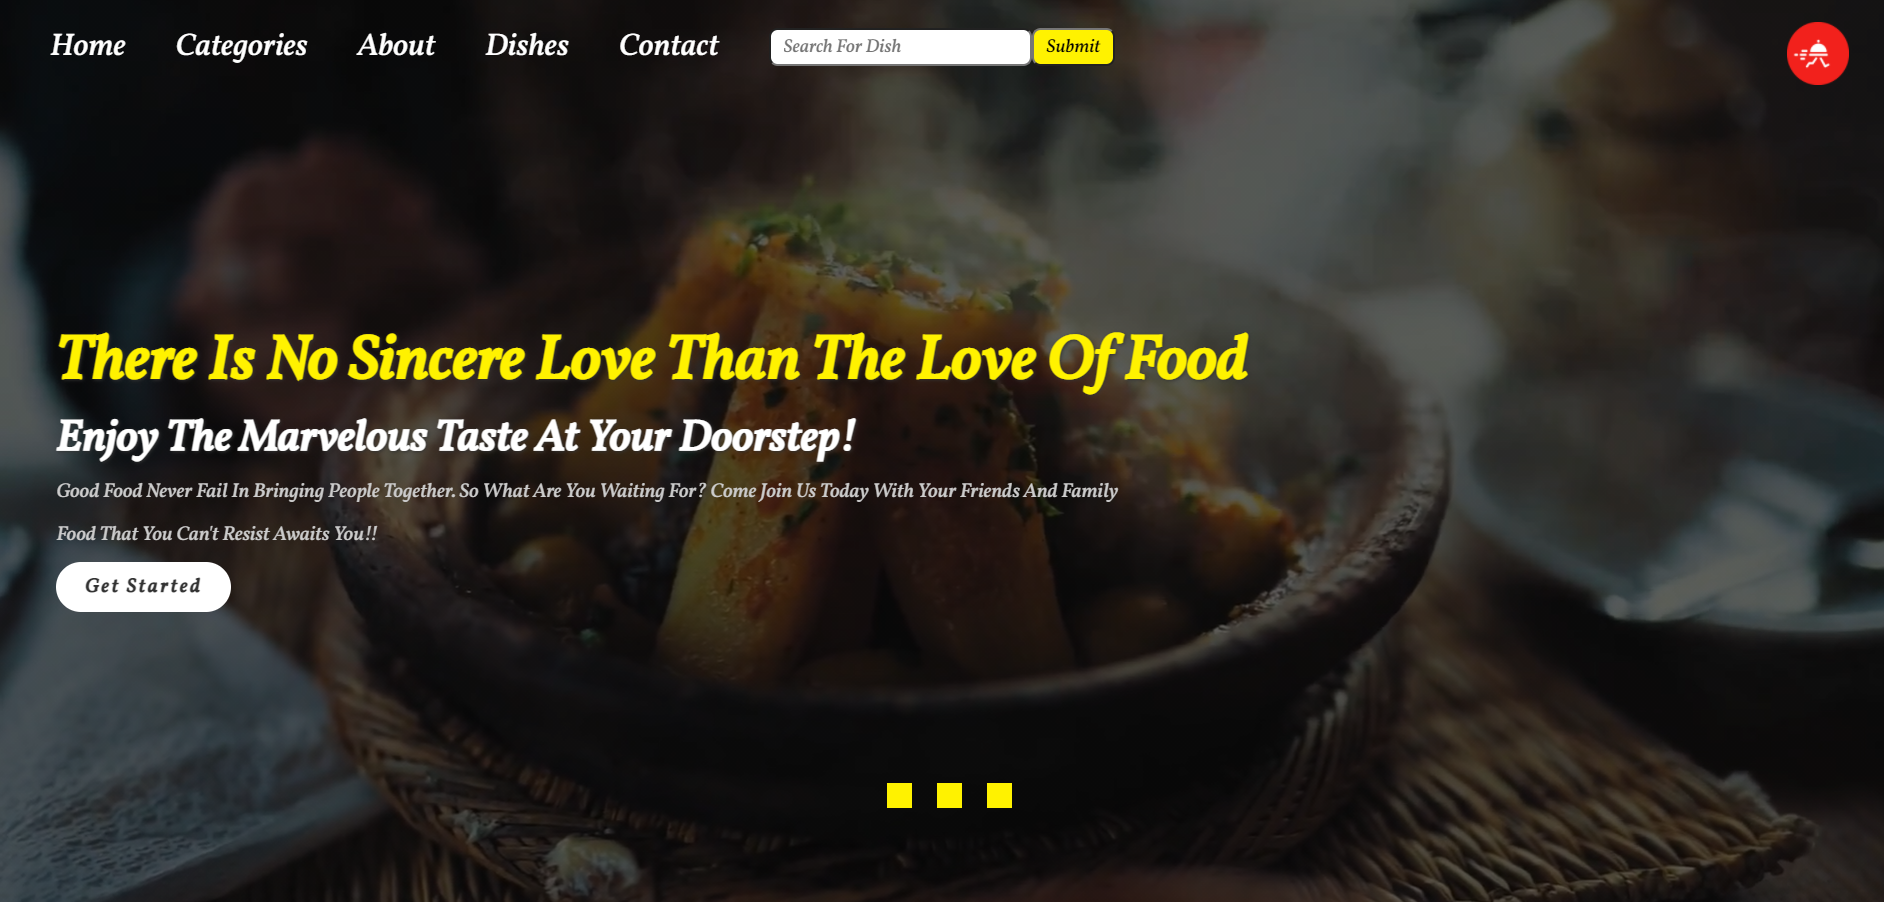 Home Categories About Dishes Contact Search For Dish Submit
There Is No Sincere Love Than The Love Of Food
Enjoy The Marvelous Taste At Your Doorstep!
Good Food Never Fail In Bringing People Together. So What Are You Waiting For? Come Join Us Today With Your Friends And Family
Food That You Can't Resist Awaits You!!
Get Started